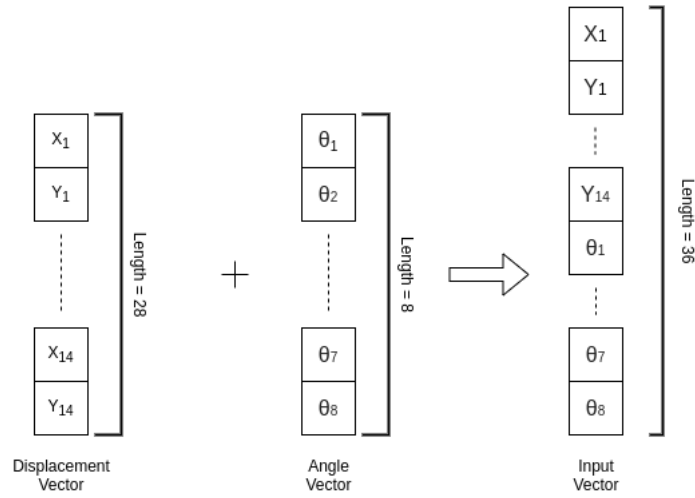 X1
Y1
X14
Y14
Length = 28
Displacement
Vector
+
θ1
θ2
θ7
θ8
Length = 8
Angle
Vector
X1
Y1
Y14
θ1
θ7
θ8
Length = 36
Input
Vector